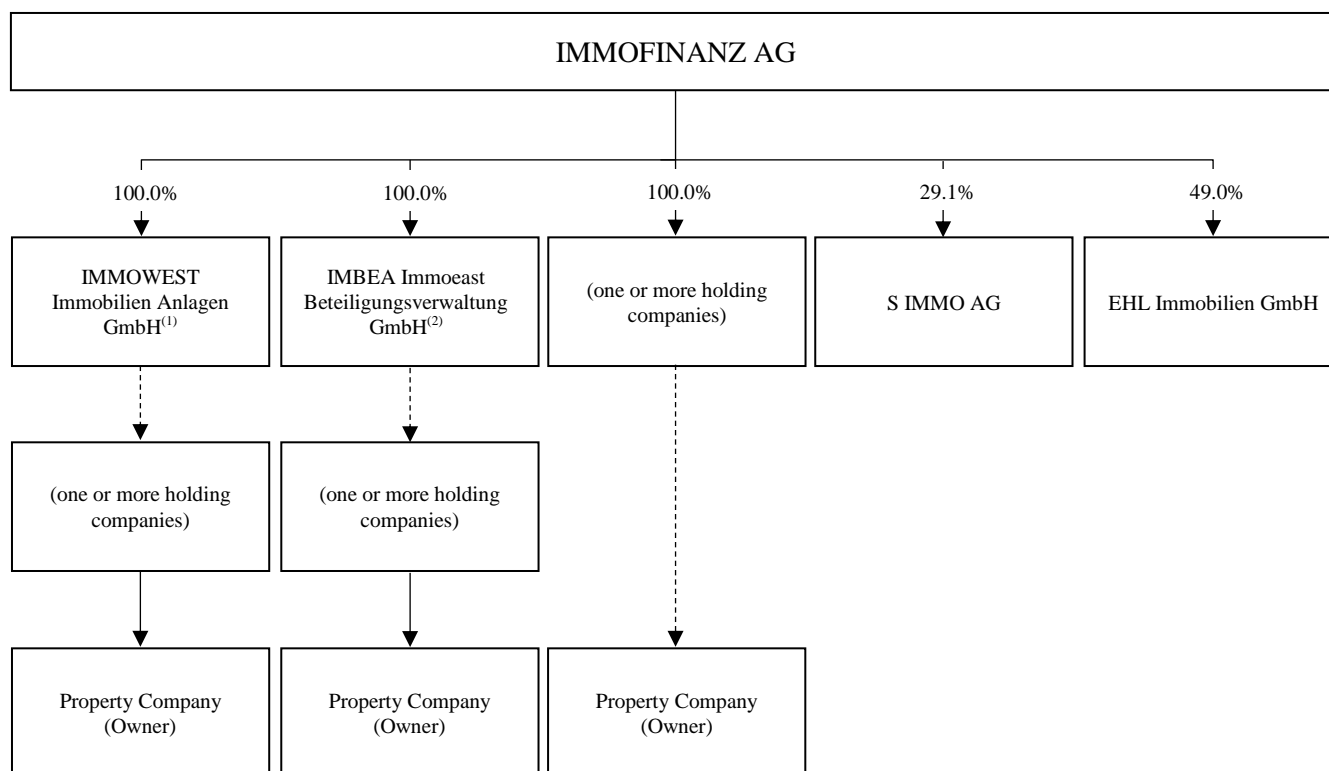 IMMOFINANZ AG
100.0%
100.0%
100.0%
29.1%
49.0%
IMMOWEST
Immobilien Anlagen
GmbH(1)
IMBEA Immoeast
Beteiligungsverwaltung
GmbH(2)
(one or more holding
companies)
S IMMO AG
EHL Immobilien GmbH
(one or more holding
companies)
(one or more holding
companies)
Property Company
(Owner)
Property Company
(Owner)
Property Company
(Owner)